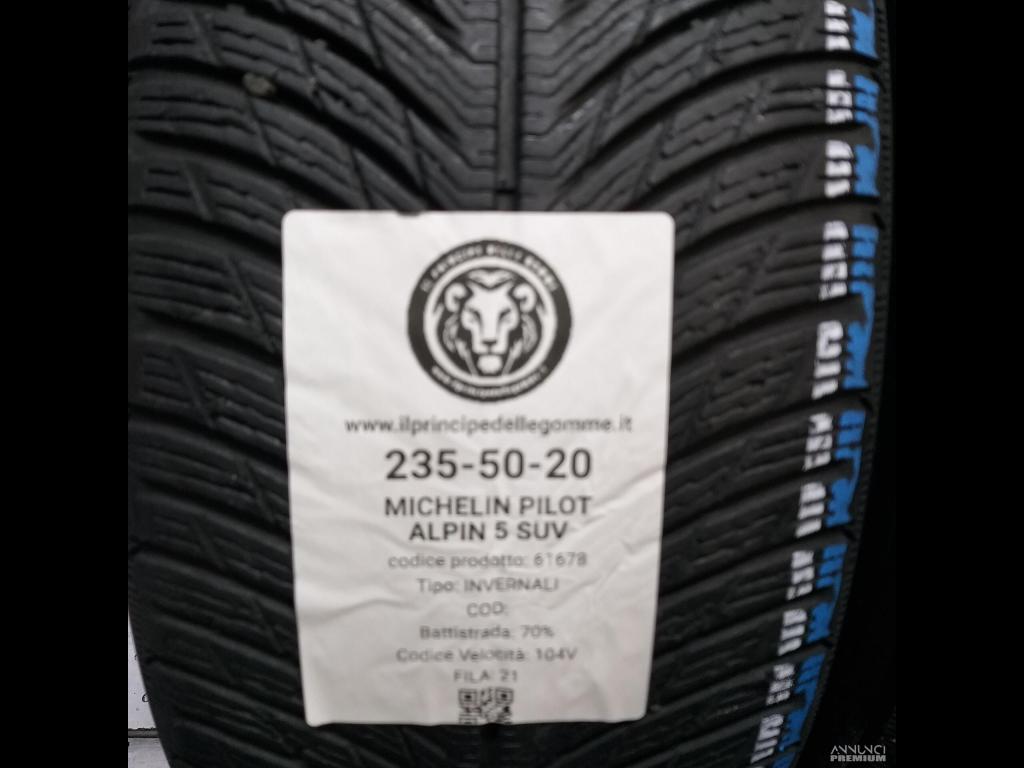 www.ilprincipedellegomme.it
235-50-20
MICHELIN PILOT
ALPIN 5 SUV
codice prodotto: 61678
Tipo: INVERNALI
COD:
Battistrada: 70%
Codice Velocità: 104V
FILA: 21
ANNUNCI
PREMIUM